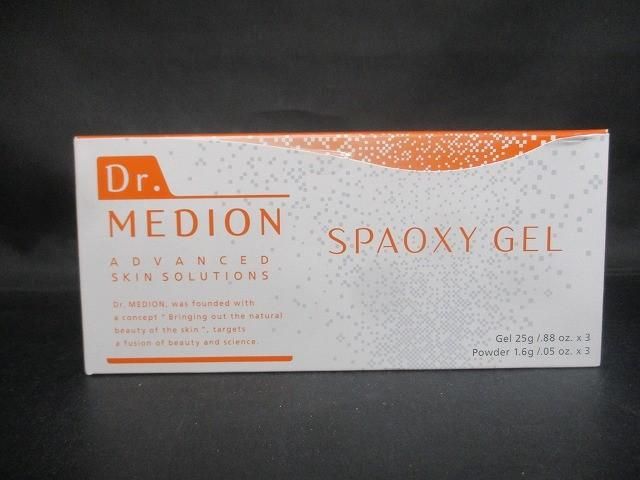 Dr.
MEDION
ADVANCED
SKIN SOLUTIONS
Dr. MEDION, was founded with
a concept " Bringing out the natural
beauty of the skin ", targets
a fusion of beauty and science.
SPAOXY GEL
Gel 25g /.88 oz. x 3
Powder 1.6g /.05 oz. x 3